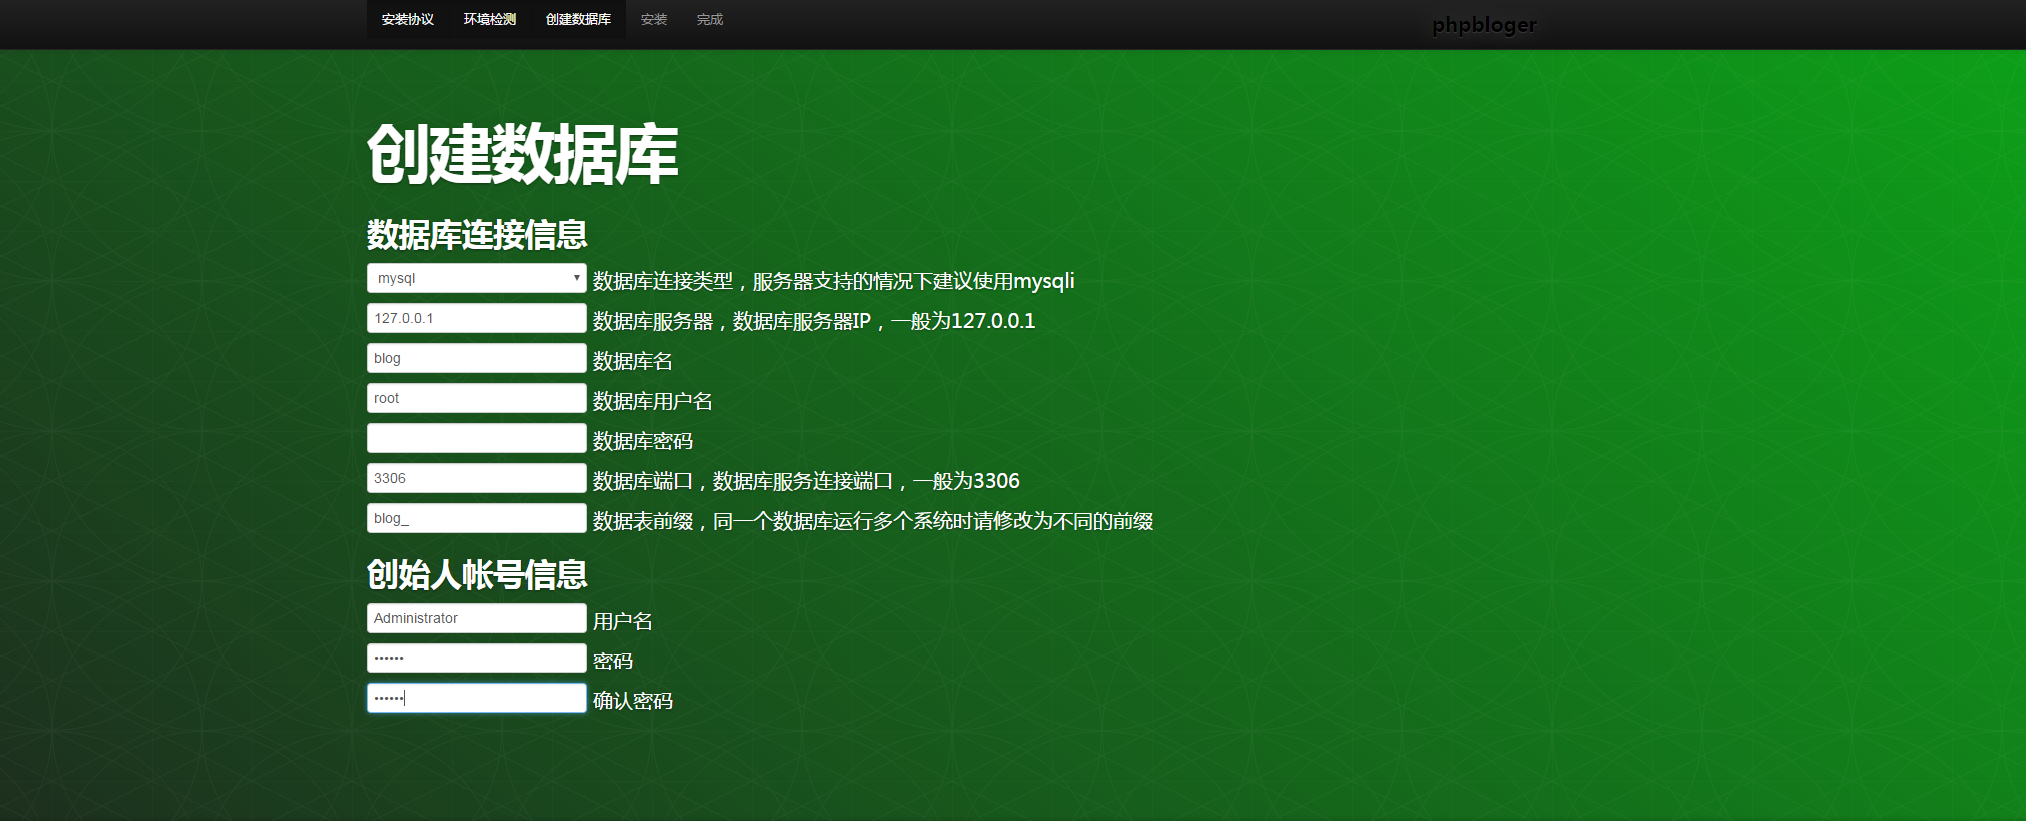 安装协议 环境检测 创建数据库 安装 完成 phpbloger
创建数据库
数据库连接信息
mysql 数据库连接类型，服务器支持的情况下建议使用mysqli
127.0.0.1 数据库服务器，数据库服务器IP，一般为127.0.0.1
blog 数据库名
root 数据库用户名
数据库密码
3306 数据库端口，数据库服务连接端口，一般为3306
blog_ 数据表前缀，同一个数据库运行多个系统时请修改为不同的前缀
创始人帐号信息
Administrator 用户名
•••••• 密码
•••••• 确认密码